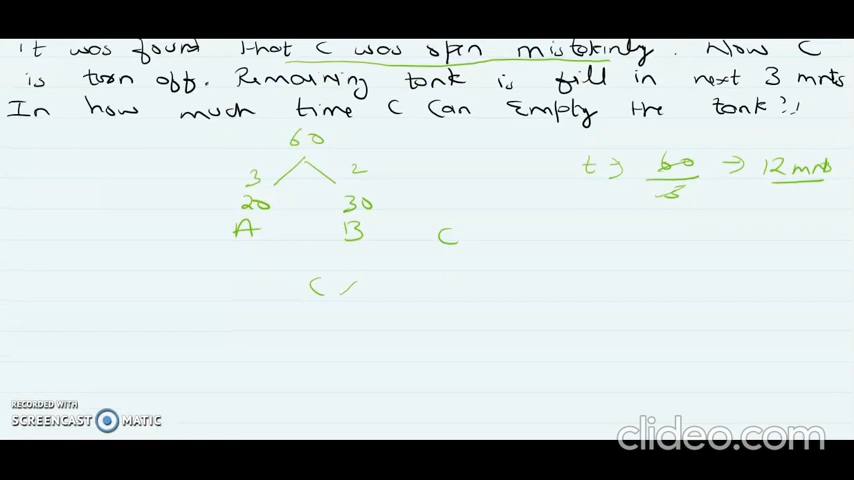 it was found that C was open mistakinly. Now C
is torn off. Remaining tank is fill in next 3 mnts
In how much time C Can Empty the tank?
60
3 2
20 30
A B C
t → 60/5 → 12 mnts
C
RECORDED WITH
SCREENCAST MATIC
clideo.com